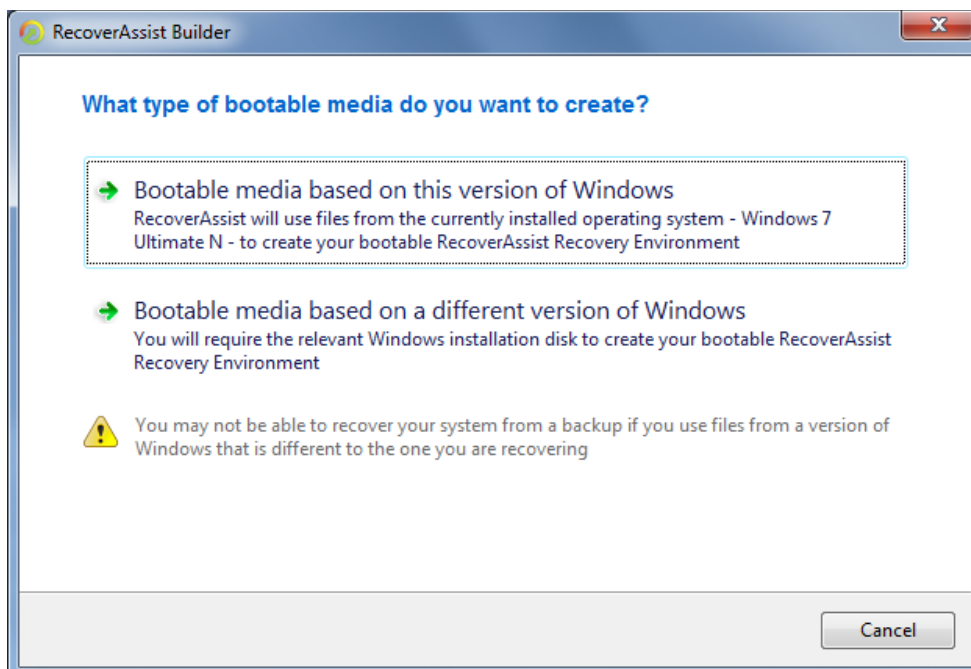 RecoverAssist Builder
What type of bootable media do you want to create?
Bootable media based on this version of Windows
RecoverAssist will use files from the currently installed operating system - Windows 7
Ultimate N - to create your bootable RecoverAssist Recovery Environment
Bootable media based on a different version of Windows
You will require the relevant Windows installation disk to create your bootable RecoverAssist
Recovery Environment
You may not be able to recover your system from a backup if you use files from a version of
Windows that is different to the one you are recovering
Cancel